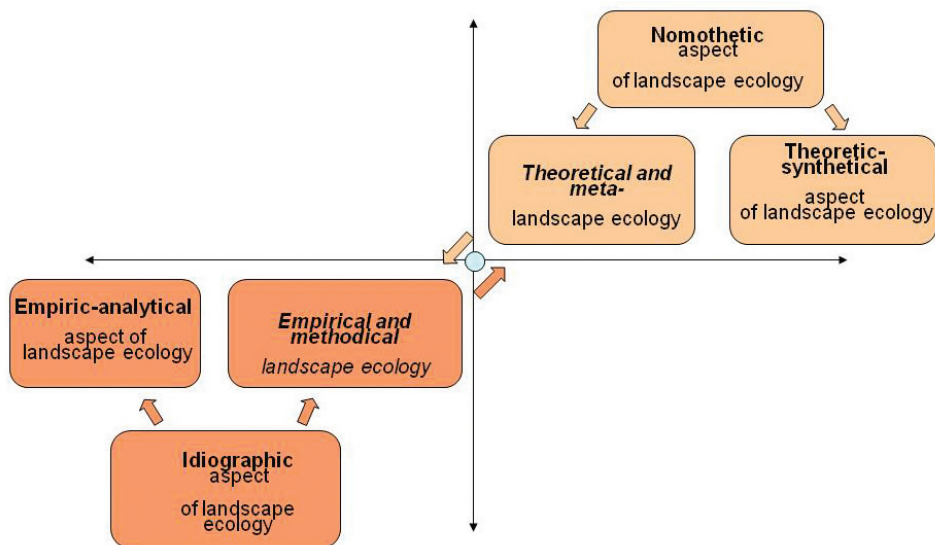 Nomothetic
aspect
of landscape ecology
Theoretical and
meta-
landscape ecology
Theoretic-
synthetical
aspect
of landscape ecology
Empiric-analytical
aspect of
landscape ecology
Empirical and
methodical
landscape ecology
Idiographic
aspect
of landscape
ecology